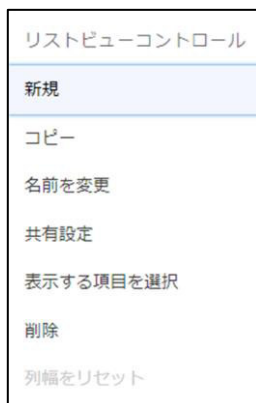 リストビューコントロール
新規
コピー
名前を変更
共有設定
表示する項目を選択
削除
列幅をリセット